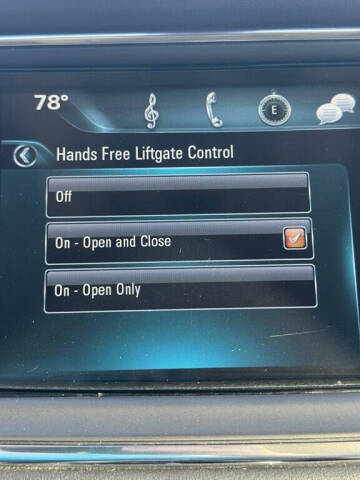 78°
E
Hands Free Liftgate Control
Off
On - Open and Close
On - Open Only